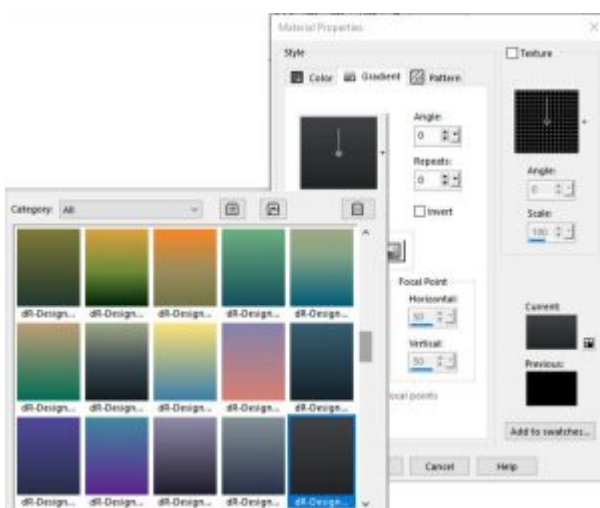 Material Properties
Style
Texture
Color
Gradient
Pattern
Angle:
0
Repeats:
0
Invert
Angle:
0
Scale:
100
Category: All
dR-Design... dR-Design... dR-Design... dR-Design... dR-Design...
dR-Design... dR-Design... dR-Design... dR-Design... dR-Design...
dR-Design... dR-Design... dR-Design... dR-Design... dR-Design...
Focal Point
Horizontal:
50
Vertical:
50
focal points
Current:
Previous:
Add to swatches...
Cancel
Help